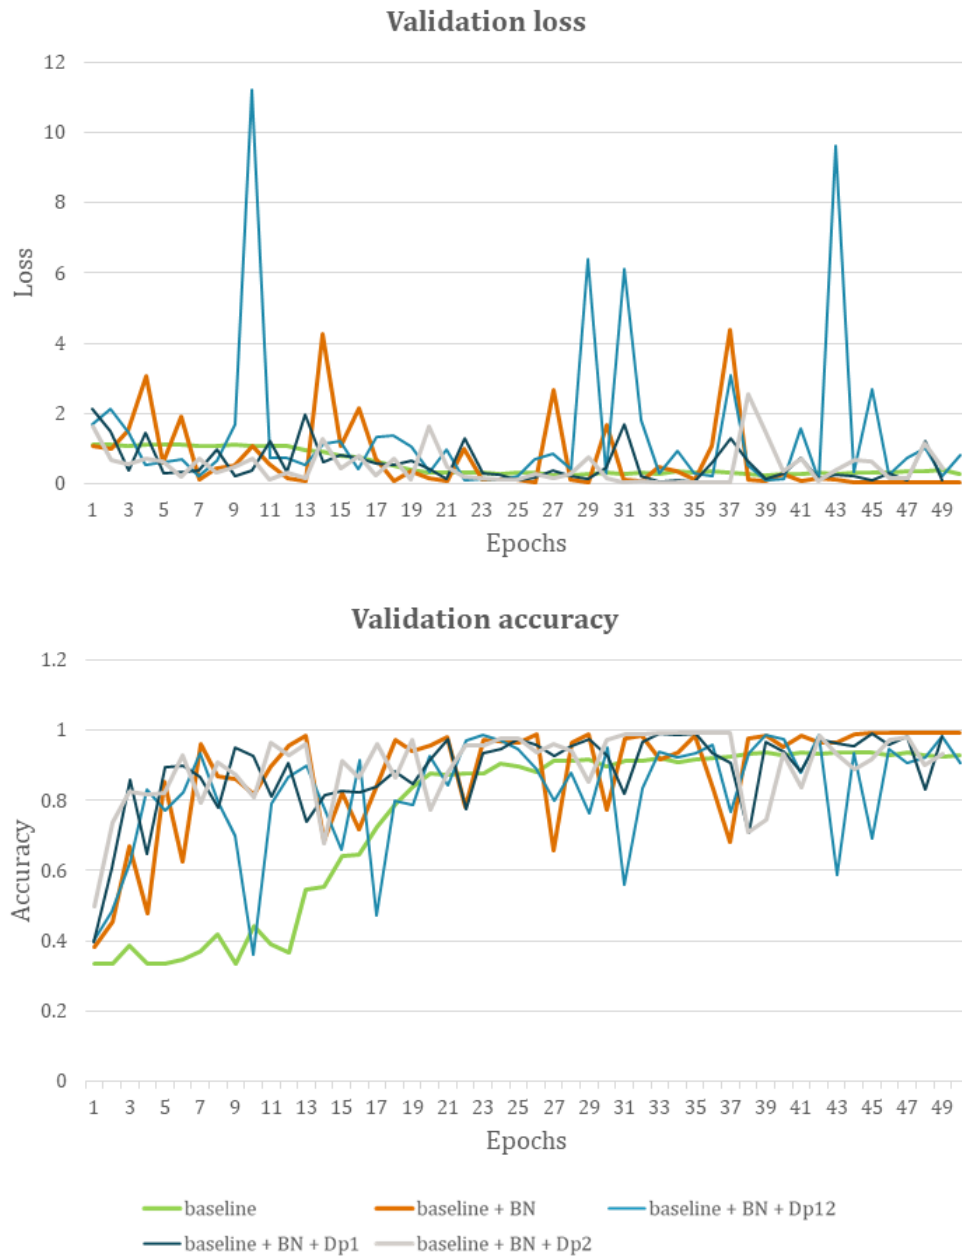 Validation loss
12
10
8
6
4
2
0
Loss
1 3 5 7 9 11 13 15 17 19 21 23 25 27 29 31 33 35 37 39 41 43 45 47 49
Epochs
Validation accuracy
1.2
1
0.8
0.6
0.4
0.2
0
Accuracy
1 3 5 7 9 11 13 15 17 19 21 23 25 27 29 31 33 35 37 39 41 43 45 47 49
Epochs
baseline baseline + BN baseline + BN + Dp12
baseline + BN + Dp1 baseline + BN + Dp2